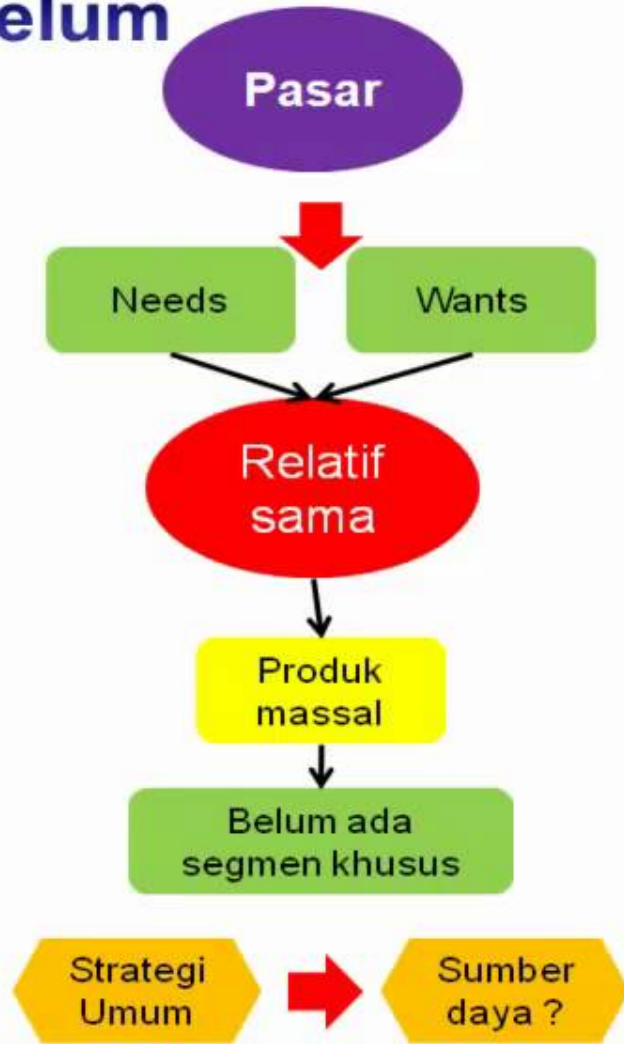 elum
Pasar
Needs
Wants
Relatif
sama
Produk
massal
Belum ada
segmen khusus
Strategi
Umum
Sumber
daya ?